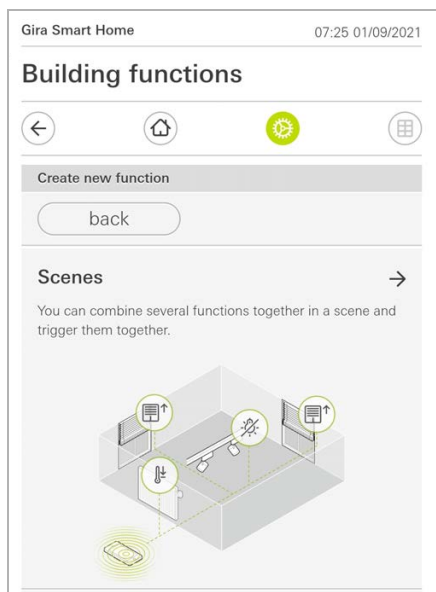 Gira Smart Home 07:25 01/09/2021
Building functions
Create new function
back
Scenes
You can combine several functions together in a scene and
trigger them together.